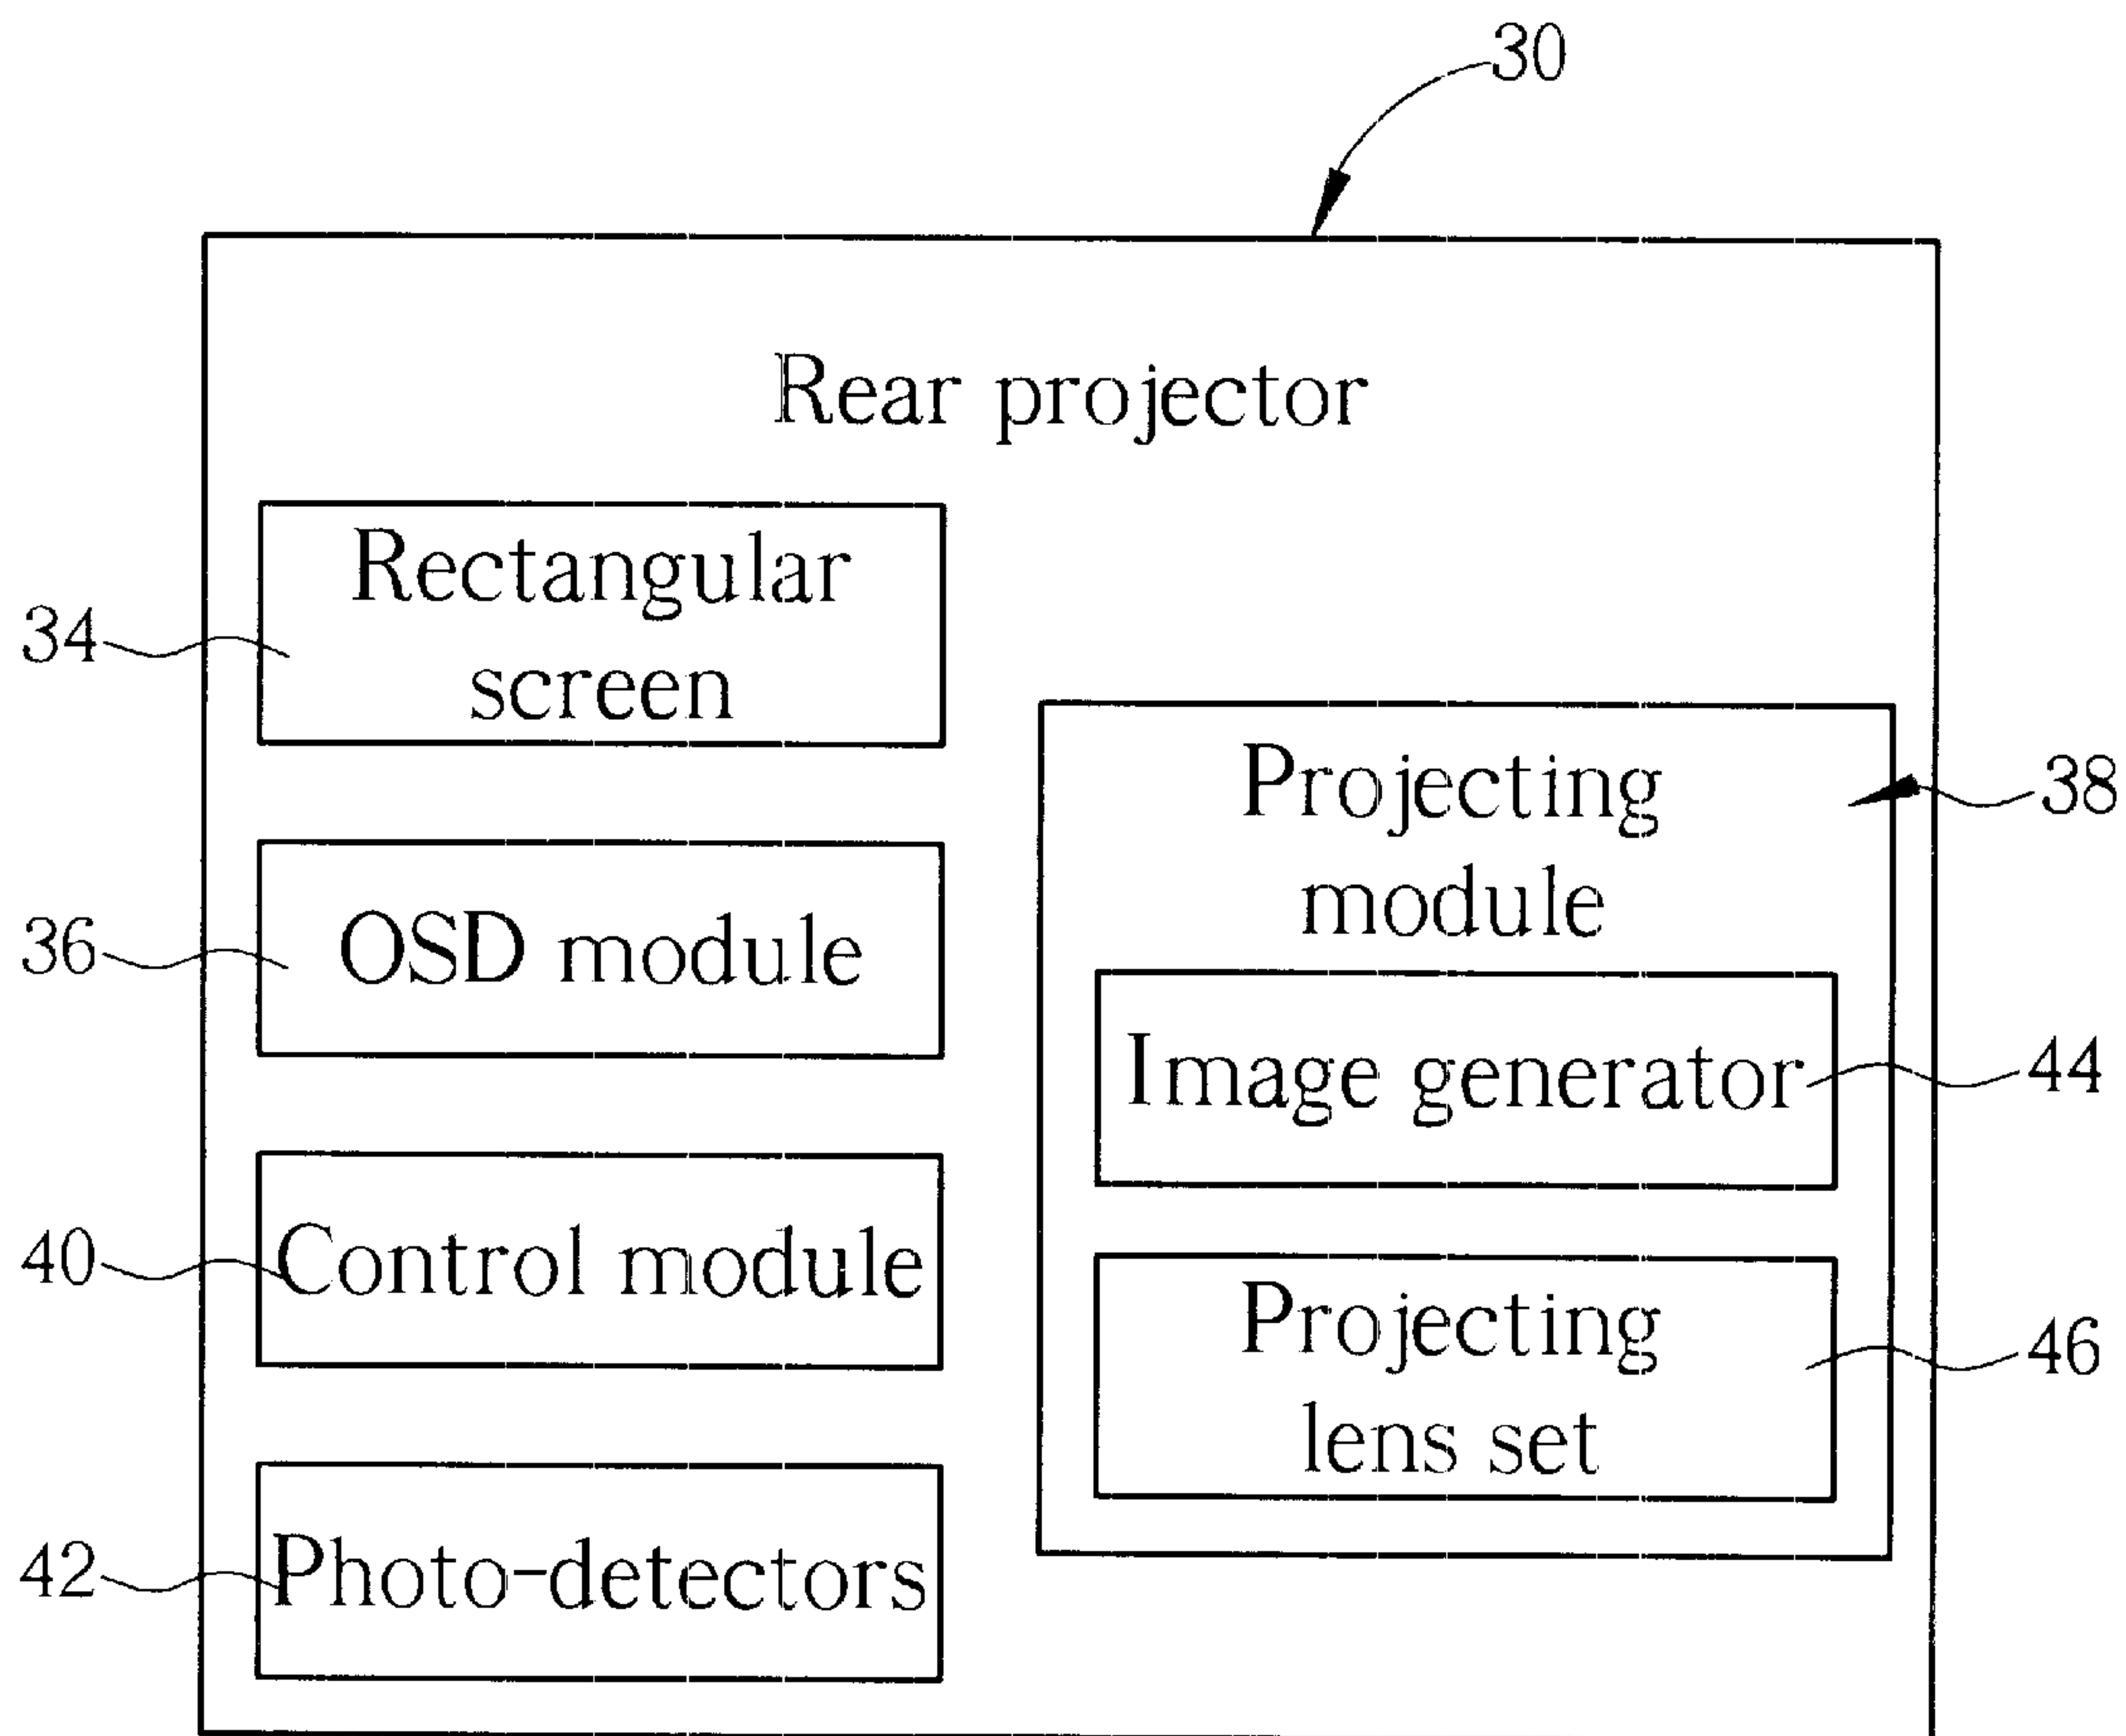 30
Rear projector
34
Rectangular
screen
36
OSD module
40
Control module
42
Photo-detectors
38
Projecting
module
44
Image generator
46
Projecting
lens set